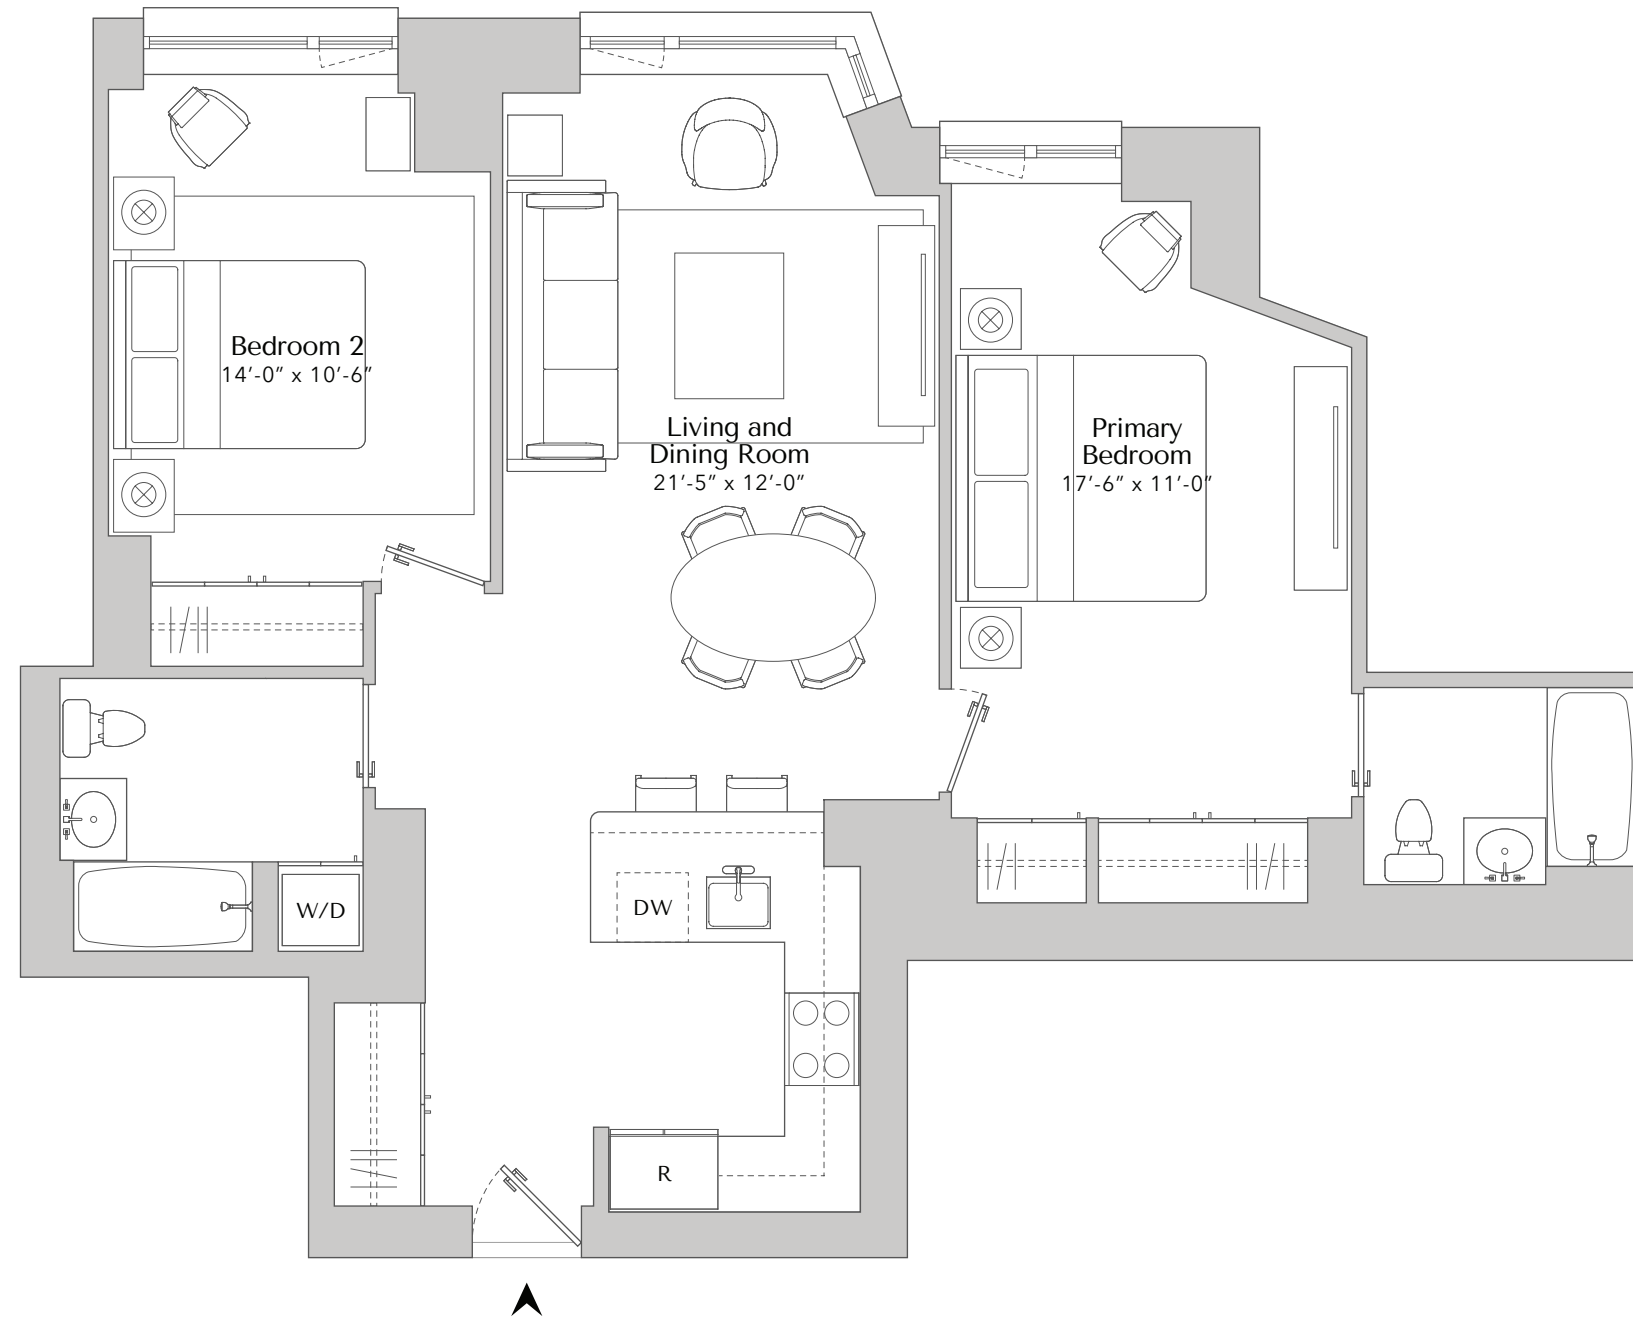 Bedroom 2
14’-0” x 10’-6”
Living and
Dining Room
21’-5” x 12’-0”
Primary
Bedroom
17’-6” x 11’-0”
W/D
DW
R